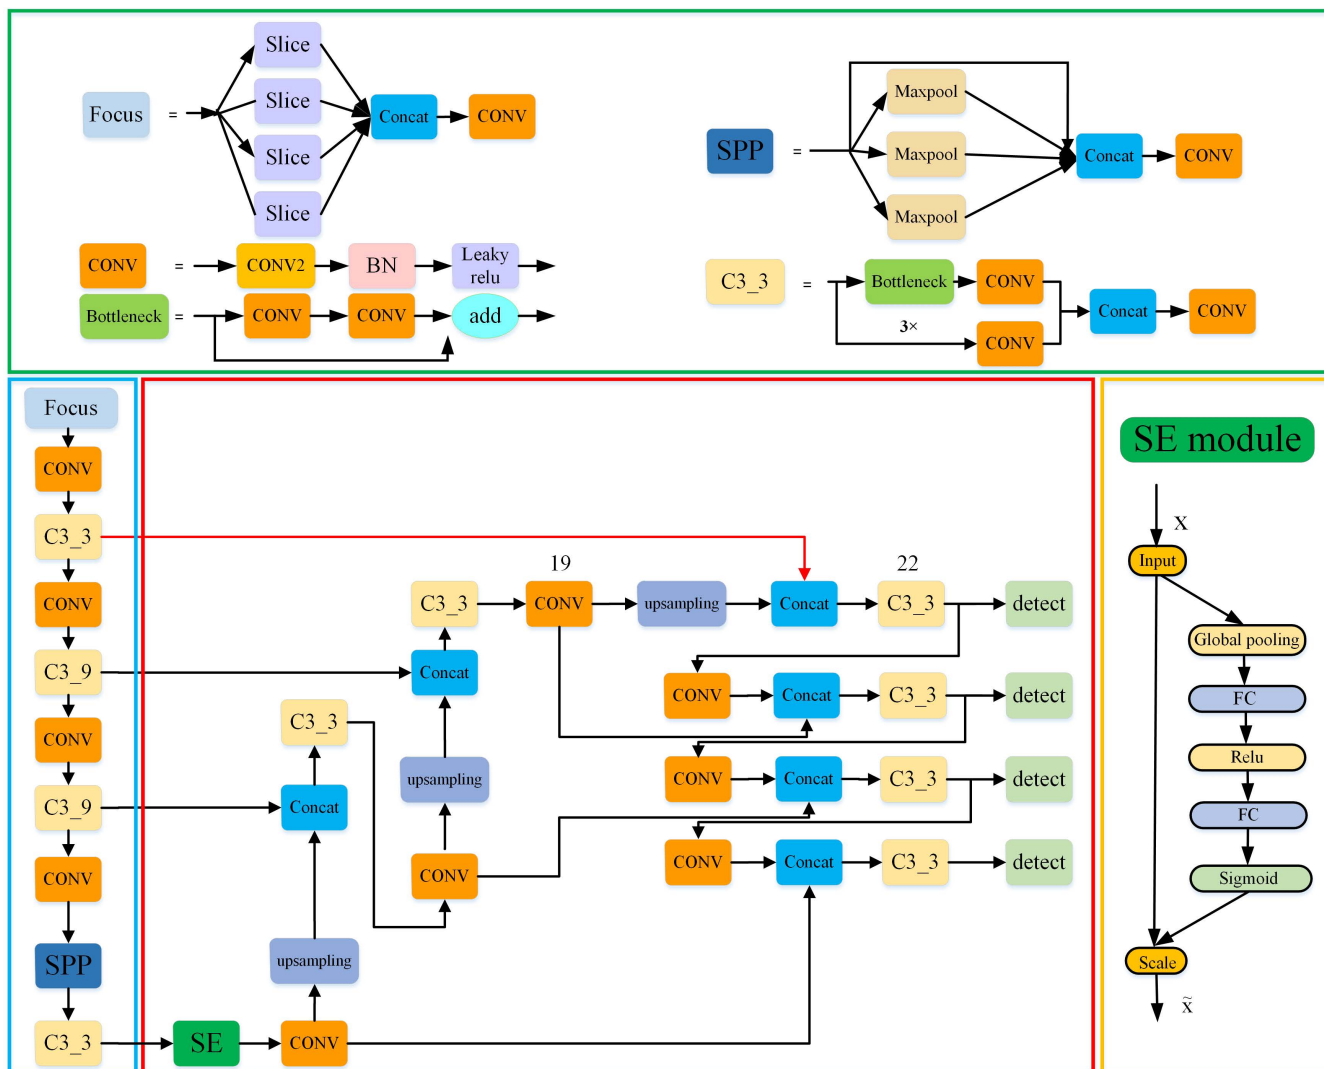 Focus
=
Slice
Slice
Slice
Slice
Concat
CONV
SPP
=
Maxpool
Maxpool
Maxpool
Concat
CONV
CONV
=
CONV2
BN
Leaky
relu
Bottleneck
=
CONV
CONV
add
C3_3
=
Bottleneck
CONV
3×
CONV
Concat
CONV
Focus
CONV
C3_3
CONV
C3_9
CONV
C3_9
CONV
SPP
C3_3
SE
CONV
upsampling
Concat
C3_3
CONV
upsampling
Concat
C3_3
19
CONV
upsampling
Concat
22
C3_3
detect
CONV
Concat
C3_3
detect
CONV
Concat
C3_3
detect
CONV
Concat
C3_3
detect
SE module
X
Input
Global pooling
FC
Relu
FC
Sigmoid
Scale
x̃